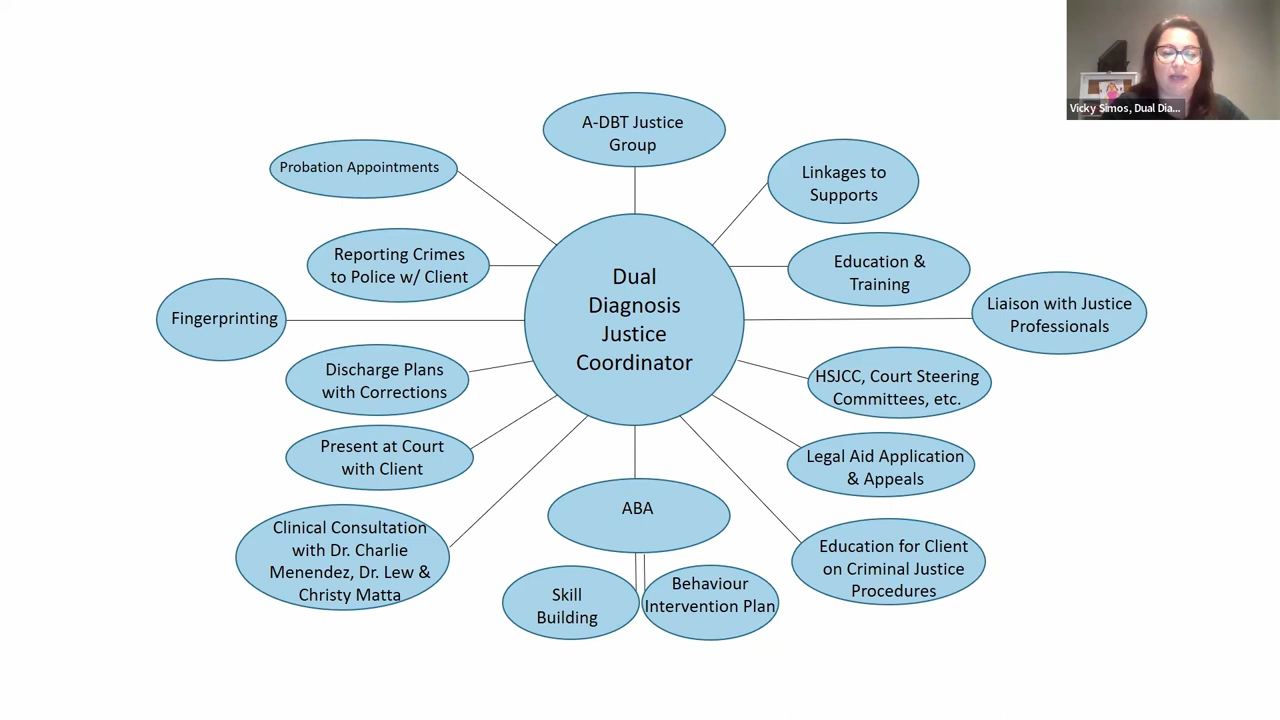 Vicky Simos, Dual Dia...
A-DBT Justice
Group
Probation Appointments
Linkages to
Supports
Reporting Crimes
to Police w/ Client
Education &
Training
Dual
Diagnosis
Justice
Coordinator
Fingerprinting
Liaison with Justice
Professionals
Discharge Plans
with Corrections
HSJCC, Court Steering
Committees, etc.
Present at Court
with Client
Legal Aid Application
& Appeals
ABA
Clinical Consultation
with Dr. Charlie
Menendez, Dr. Lew &
Christy Matta
Education for Client
on Criminal Justice
Procedures
Skill
Building
Behaviour
Intervention Plan